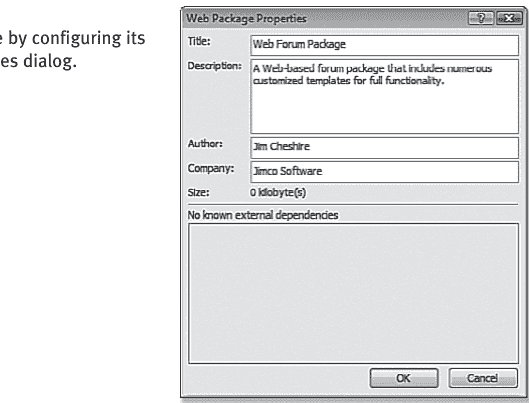 e by configuring its
es dialog.
Web Package Properties
Title: Web Forum Package
Description: A Web-based forum package that includes numerous
customized templates for full functionality.
Author: Jim Cheshire
Company: Jimco Software
Size: 0 kilobyte(s)
No known external dependencies
OK Cancel